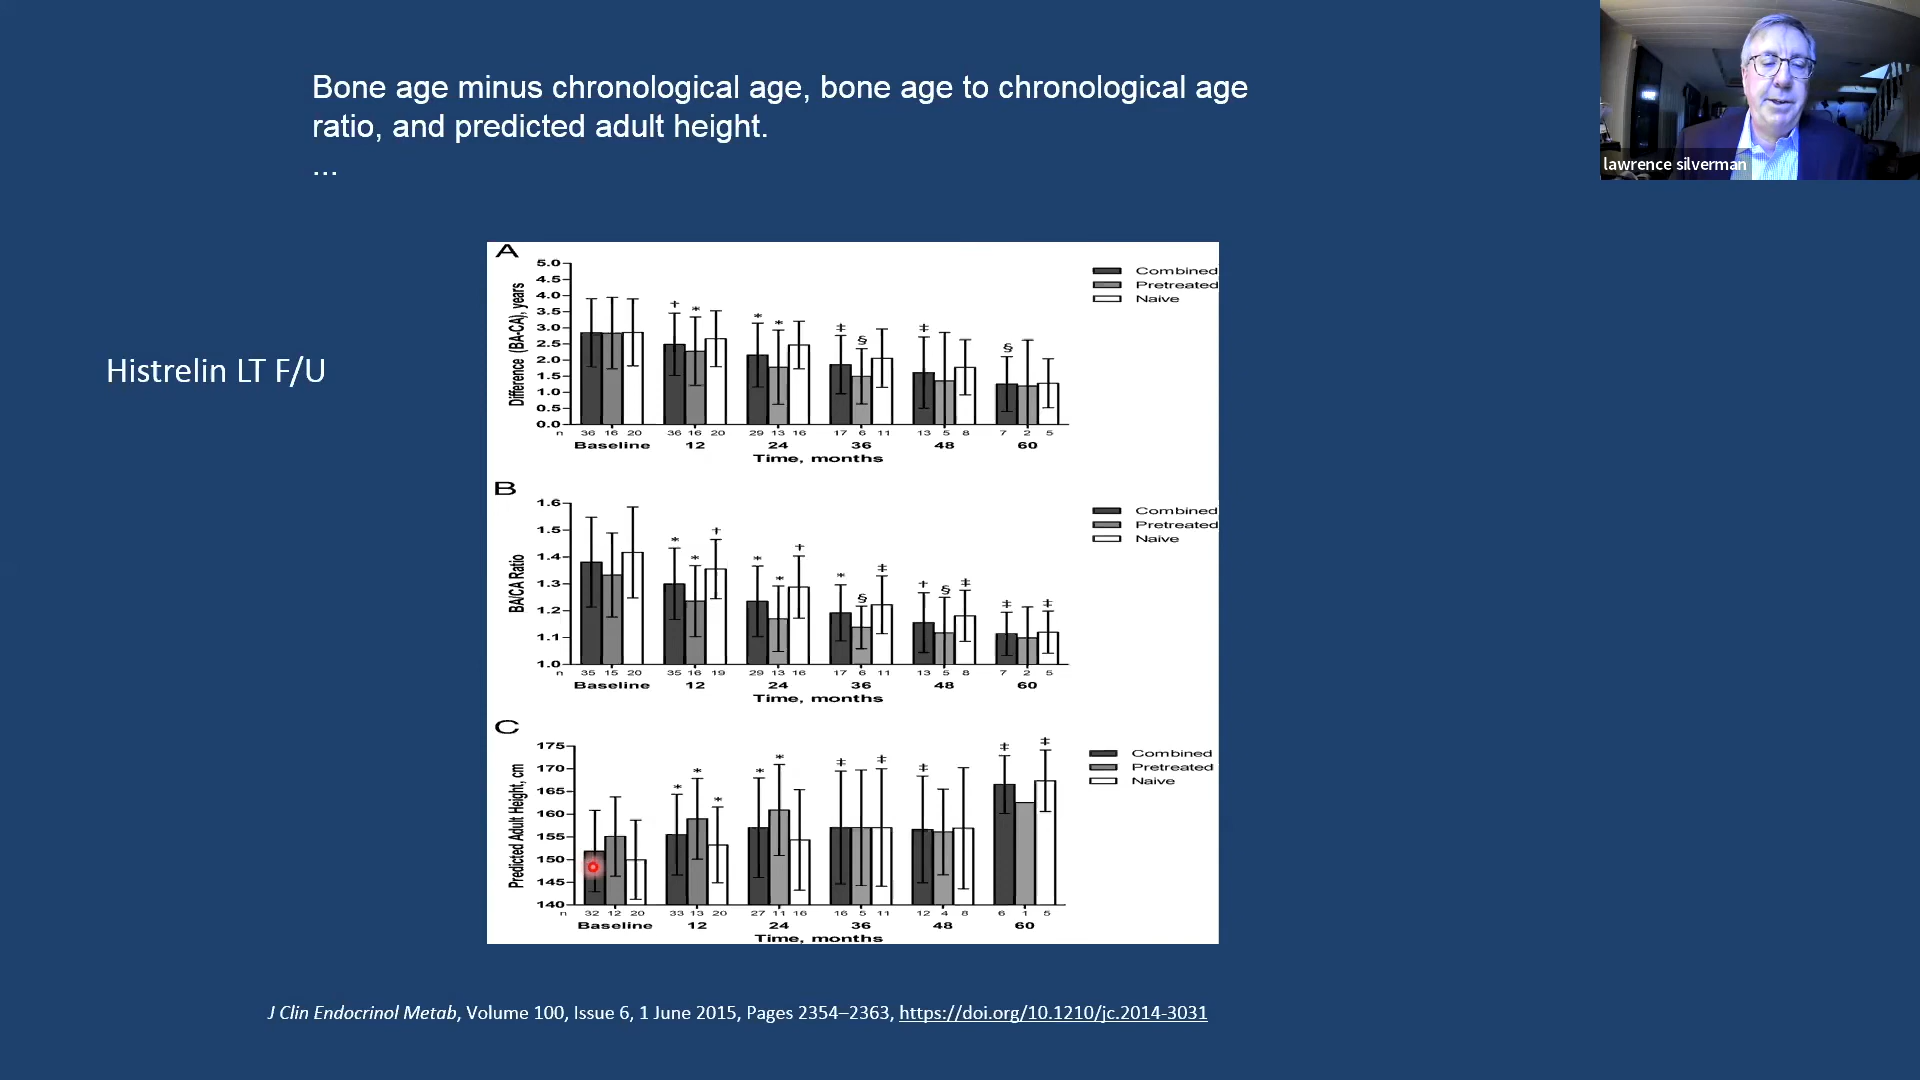 Bone age minus chronological age, bone age to chronological age
ratio, and predicted adult height.
...
lawrence silverman
Histrelin LT F/U
A
Difference (BA-CA), years
5.0
4.5
4.0
3.5
3.0
2.5
2.0
1.5
1.0
0.5
0.0
† * * * ‡ § ‡ §
Combined
Pretreated
Naive
n 36 16 20 36 16 20 29 13 16 17 6 11 13 5 8 7 2 5
Baseline 12 24 36 48 60
Time, months
B
BA/CA Ratio
1.6
1.5
1.4
1.3
1.2
1.1
1.0
* * † * * † * § ‡ † § ‡ ‡ ‡
Combined
Pretreated
Naive
n 35 15 20 35 16 19 29 13 16 17 6 11 13 5 8 7 2 5
Baseline 12 24 36 48 60
Time, months
C
Predicted Adult Height, cm
175
170
165
160
155
150
145
140
* * * * * ‡ ‡ ‡ ‡ ‡
Combined
Pretreated
Naive
n 32 12 20 33 13 20 27 11 16 16 5 11 12 4 8 6 1 5
Baseline 12 24 36 48 60
Time, months
J Clin Endocrinol Metab, Volume 100, Issue 6, 1 June 2015, Pages 2354–2363, https://doi.org/10.1210/jc.2014-3031